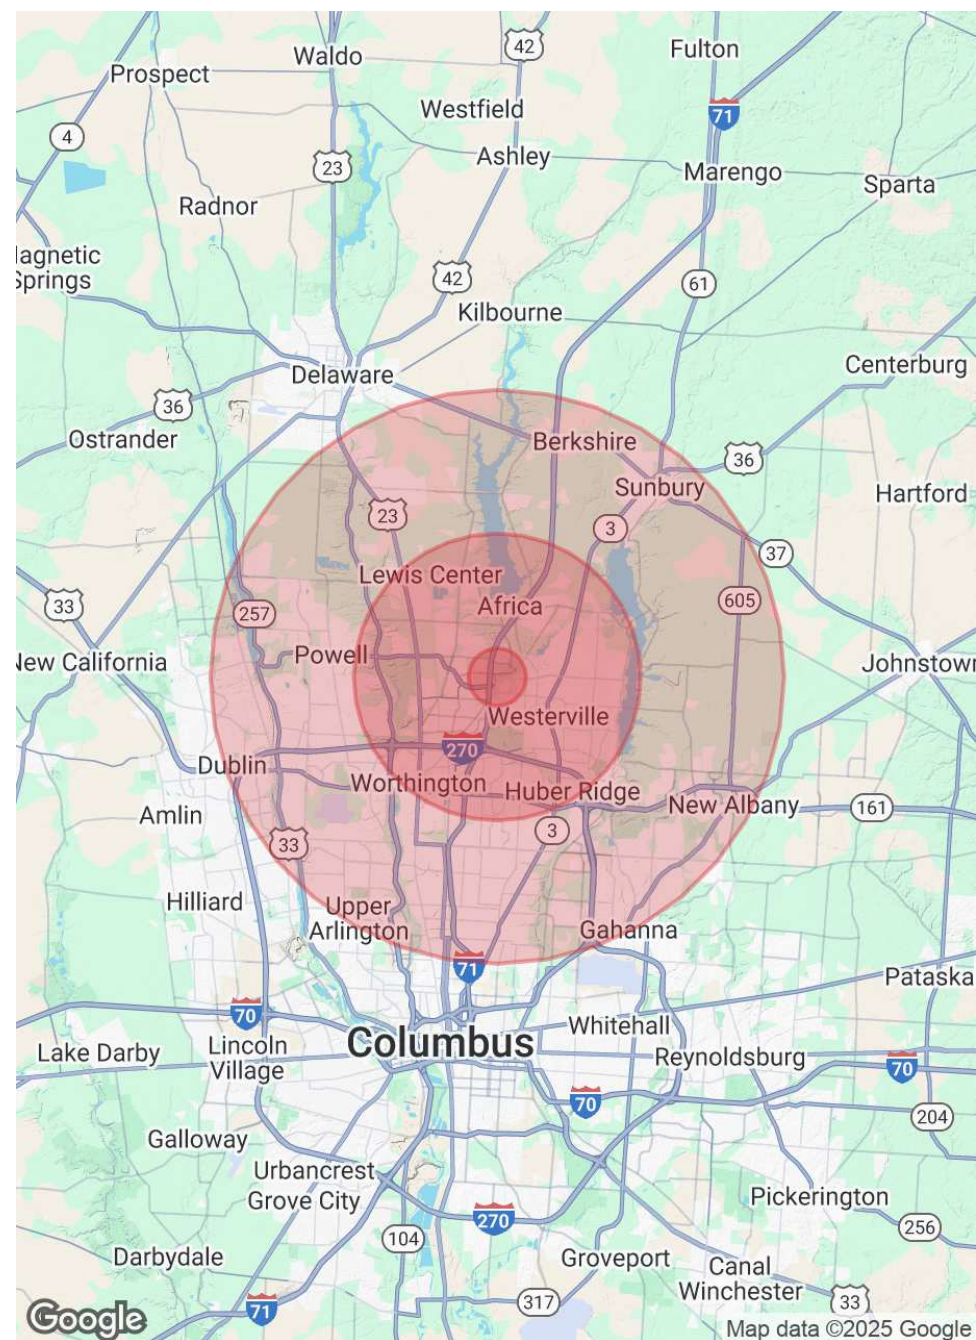 42
Fulton
Waldo
Prospect
Westfield
71
4
Ashley
23
Marengo
Sparta
Radnor
Magnetic
Springs
42
61
Kilbourne
Centerburg
Delaware
36
Ostrander
Berkshire
36
Sunbury
Hartford
23
3
37
Lewis Center
33
Africa
257
605
New California
Powell
Johnstown
Westerville
270
Dublin
Worthington
Huber Ridge
New Albany
161
Amlin
3
33
Hilliard
Upper
Arlington
Gahanna
71
Pataska
70
Whitehall
Columbus
Lake Darby
Lincoln
Village
Reynoldsburg
70
70
204
Galloway
Urbancrest
Grove City
Pickerington
270
256
104
Darbydale
Groveport
Canal
Winchester
317
33
71
Google
Map data ©2025 Google